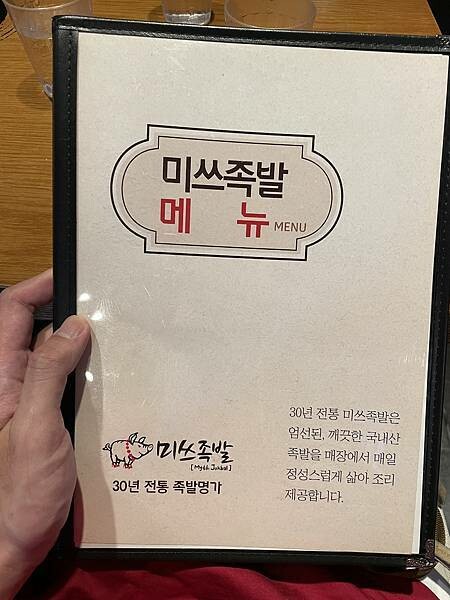 미쓰족발
메 뉴 MENU
미쓰족발
[Myth Jokbal]
30년 전통 족발명가
30년 전통 미쓰족발은
엄선된, 깨끗한 국내산
족발을 매장에서 매일
정성스럽게 삶아 조리
제공합니다.